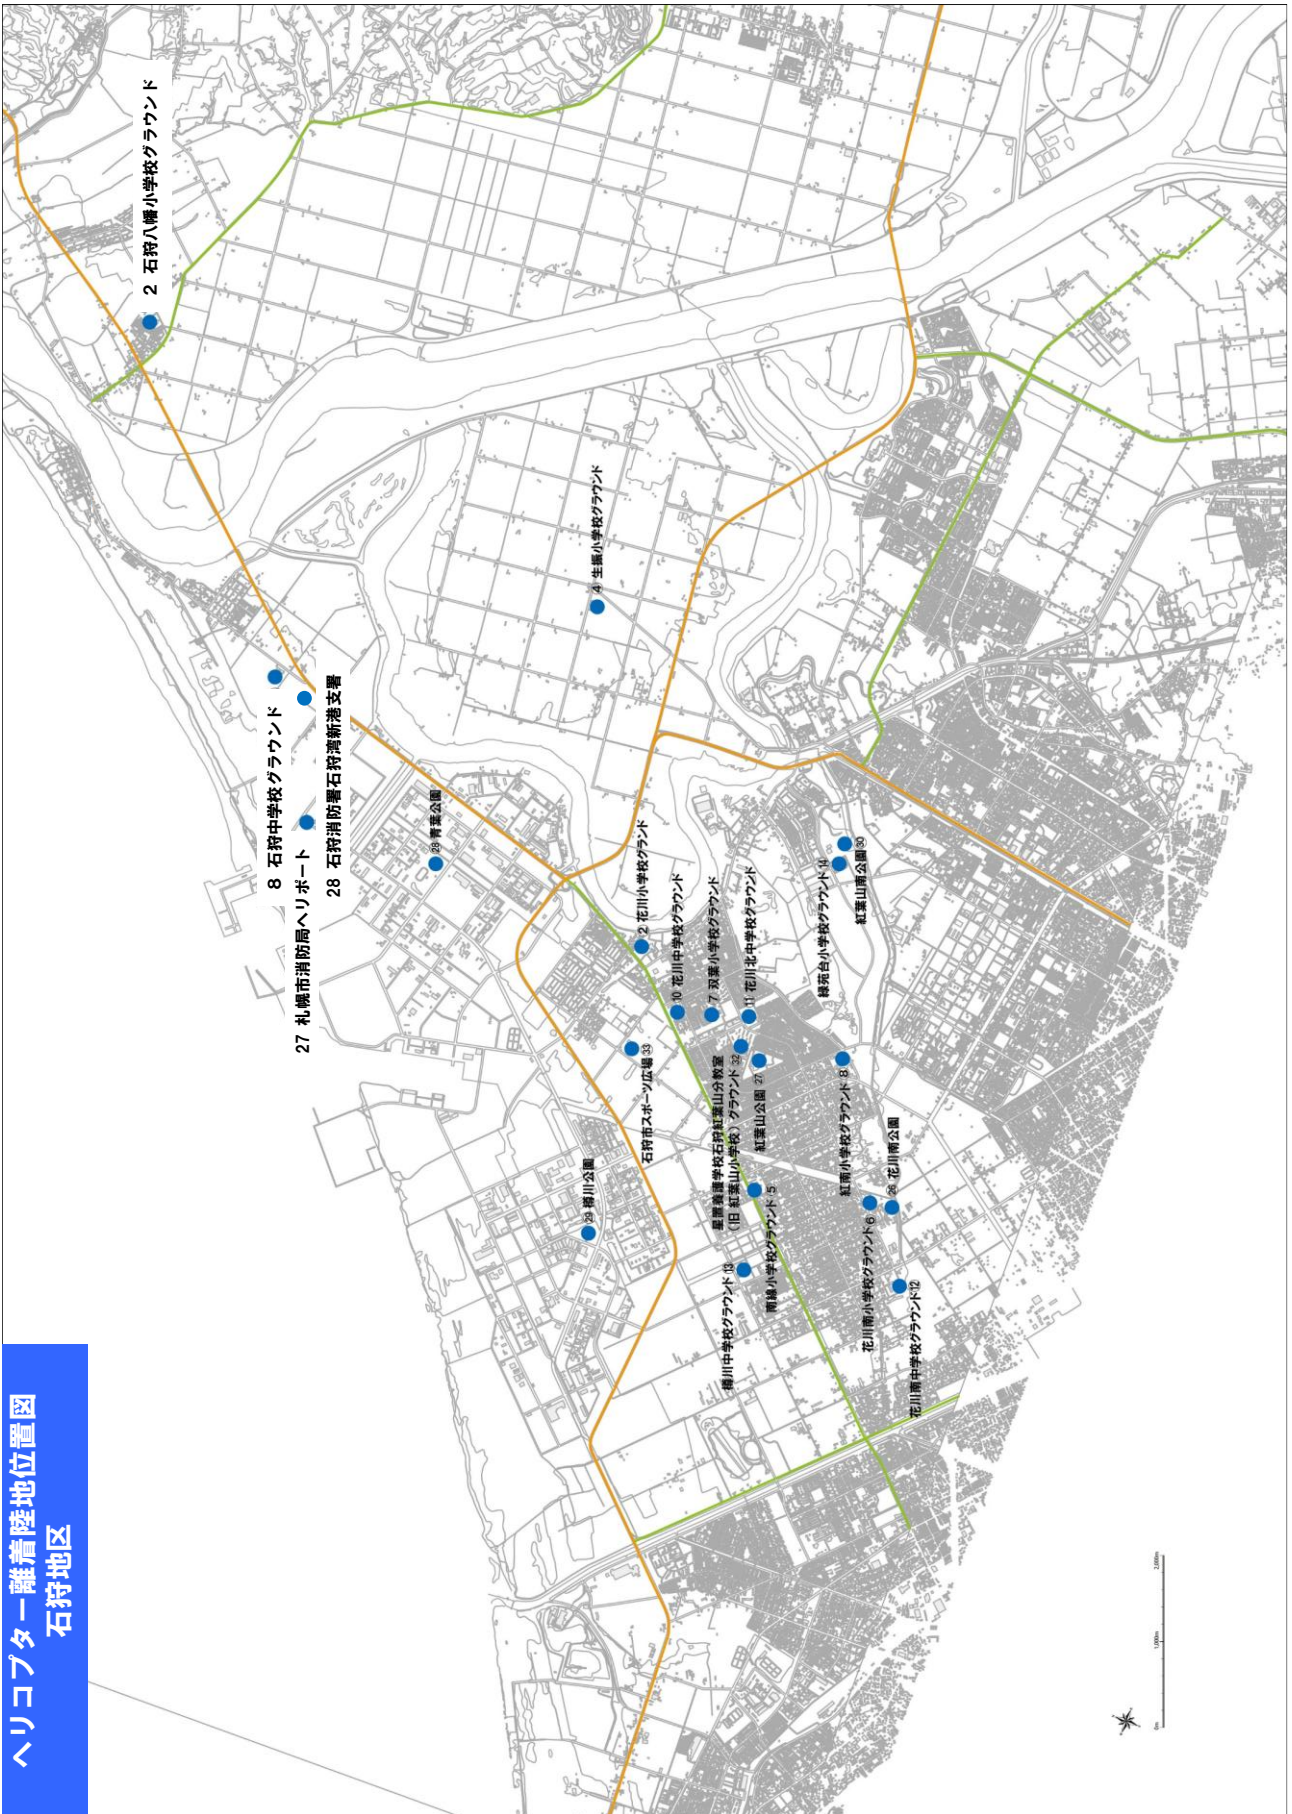 ヘリコプター離着陸地位置図
石狩地区
2 石狩八幡小学校グラウンド
8 石狩中学校グラウンド
27 札幌市消防局ヘリポート
28 石狩消防署石狩湾新港支署
28 青葉公園
4 生振小学校グラウンド
2 花川小学校グランド
10 花川中学校グラウンド
7 双葉小学校グラウンド
11 花川北中学校グラウンド
緑苑台小学校グラウンド 14
紅葉山南公園 30
石狩市スポーツ広場 33
星置養護学校石狩紅葉山分教室
(旧 紅葉山小学校) グラウンド 32
紅葉山公園 27
紅南小学校グラウンド 8
29 樽川公園
南線小学校グラウンド 5
樽川中学校グラウンド 13
花川南小学校グラウンド 6
26 花川南公園
花川南中学校グラウンド 12
0m 1,000m 2,000m